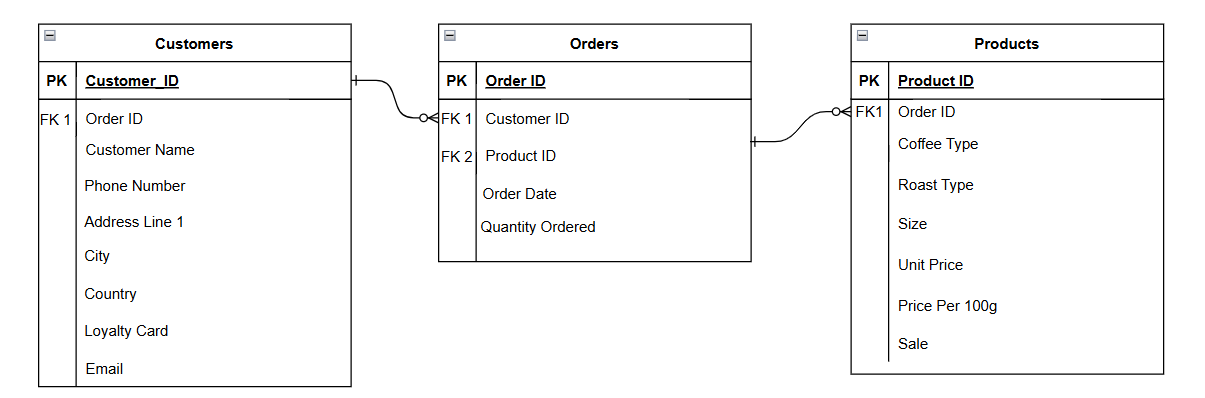 Customers
PK Customer_ID
FK 1 Order ID
Customer Name
Phone Number
Address Line 1
City
Country
Loyalty Card
Email
Orders
PK Order ID
FK 1 Customer ID
FK 2 Product ID
Order Date
Quantity Ordered
Products
PK Product ID
FK1 Order ID
Coffee Type
Roast Type
Size
Unit Price
Price Per 100g
Sale